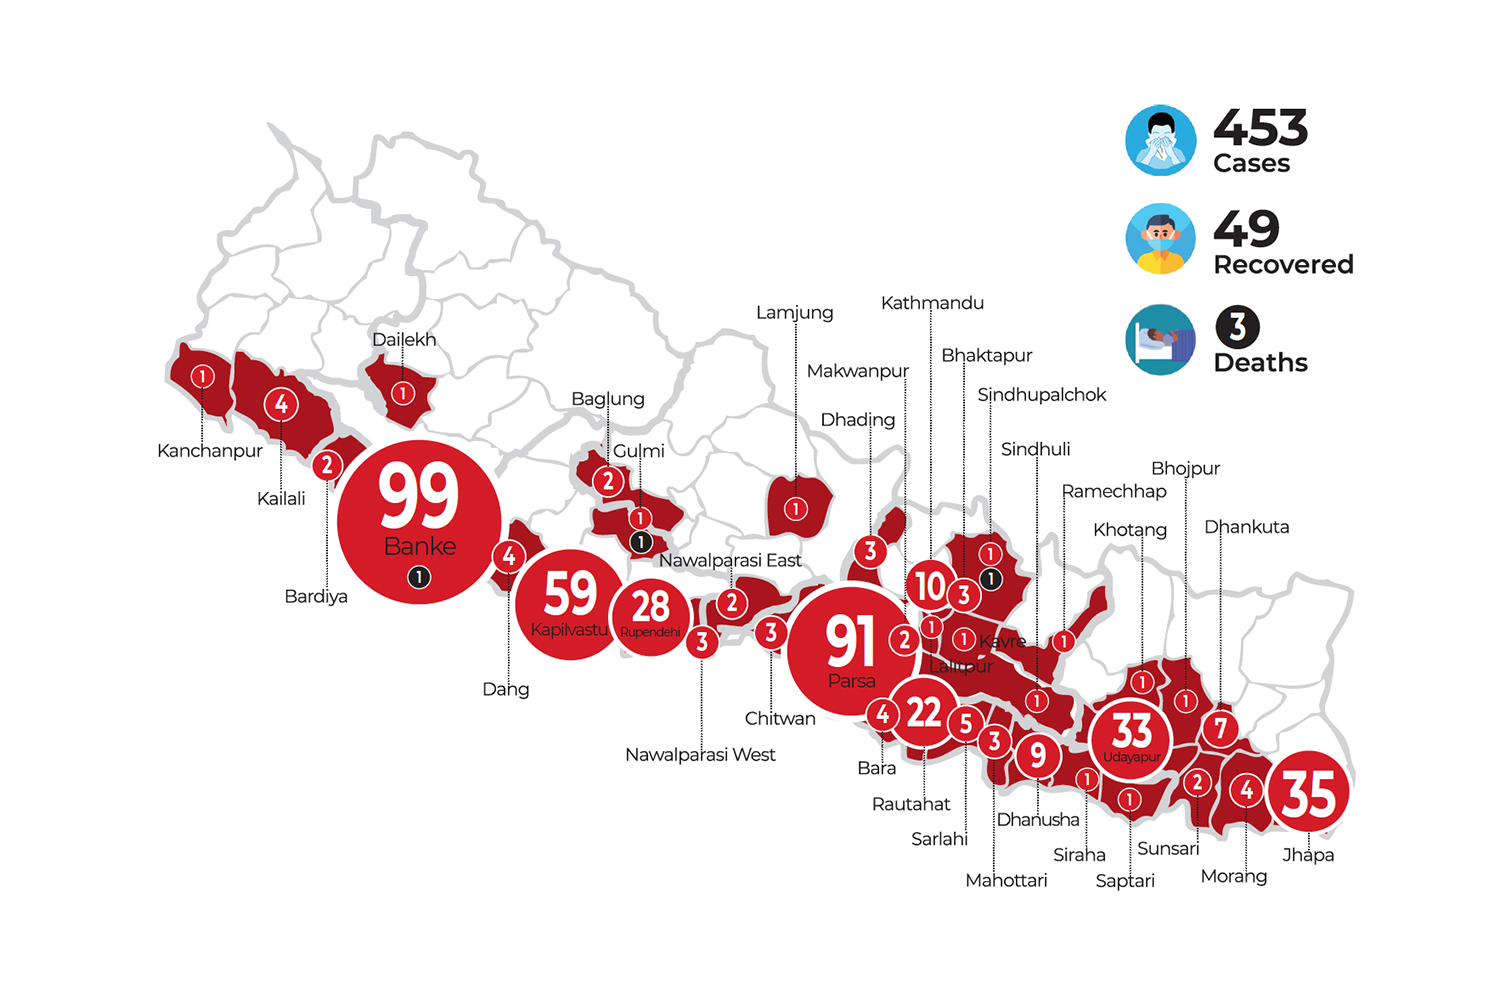 453
Cases
49
Recovered
3
Deaths
Kathmandu
Lamjung
Dailekh
Bhaktapur
Makwanpur
Sindhupalchok
Baglung
Dhading
1
1
4
Kanchanpur
Gulmi
Sindhuli
2
Bhojpur
2
Kailali
99
Banke
1
Ramechhap
1
1
1
Khotang
Dhankuta
3
1
1
4
Nawalparasi East
Bardiya
59
Kapilvastu
28
Rupendehi
2
10
3
3
3
91
Parsa
2
1
1
Kavre
1
Lalitpur
Dang
1
1
1
Chitwan
4
22
5
3
9
33
Udayapur
7
Nawalparasi West
Bara
1
1
2
4
35
Rautahat
Dhanusha
Sarlahi
Siraha
Sunsari
Jhapa
Mahottari
Saptari
Morang